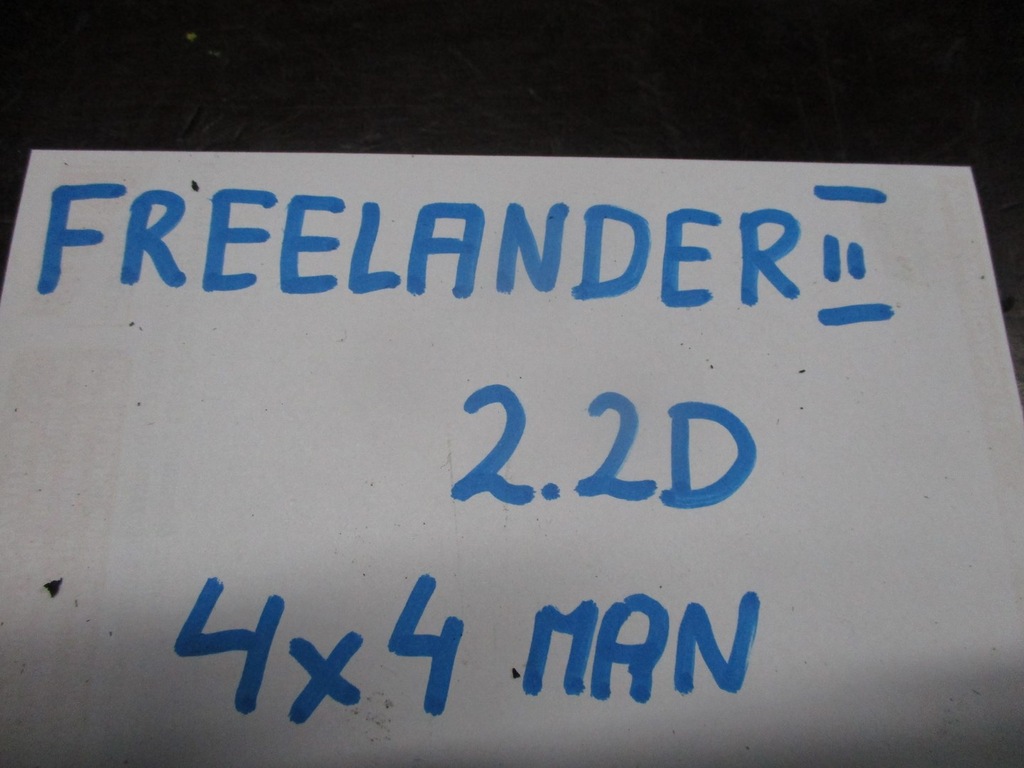 FREELANDER II
2.2D
4x4 MAN